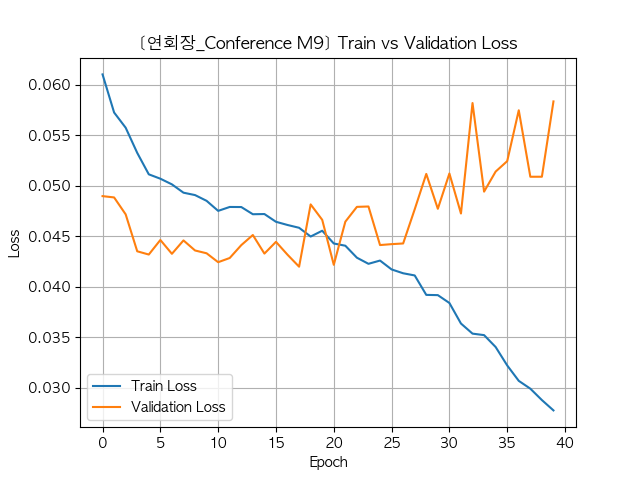 [연회장_Conference M9] Train vs Validation Loss
0.060
0.055
0.050
0.045
0.040
0.035
0.030
Loss
Train Loss
Validation Loss
0 5 10 15 20 25 30 35 40
Epoch